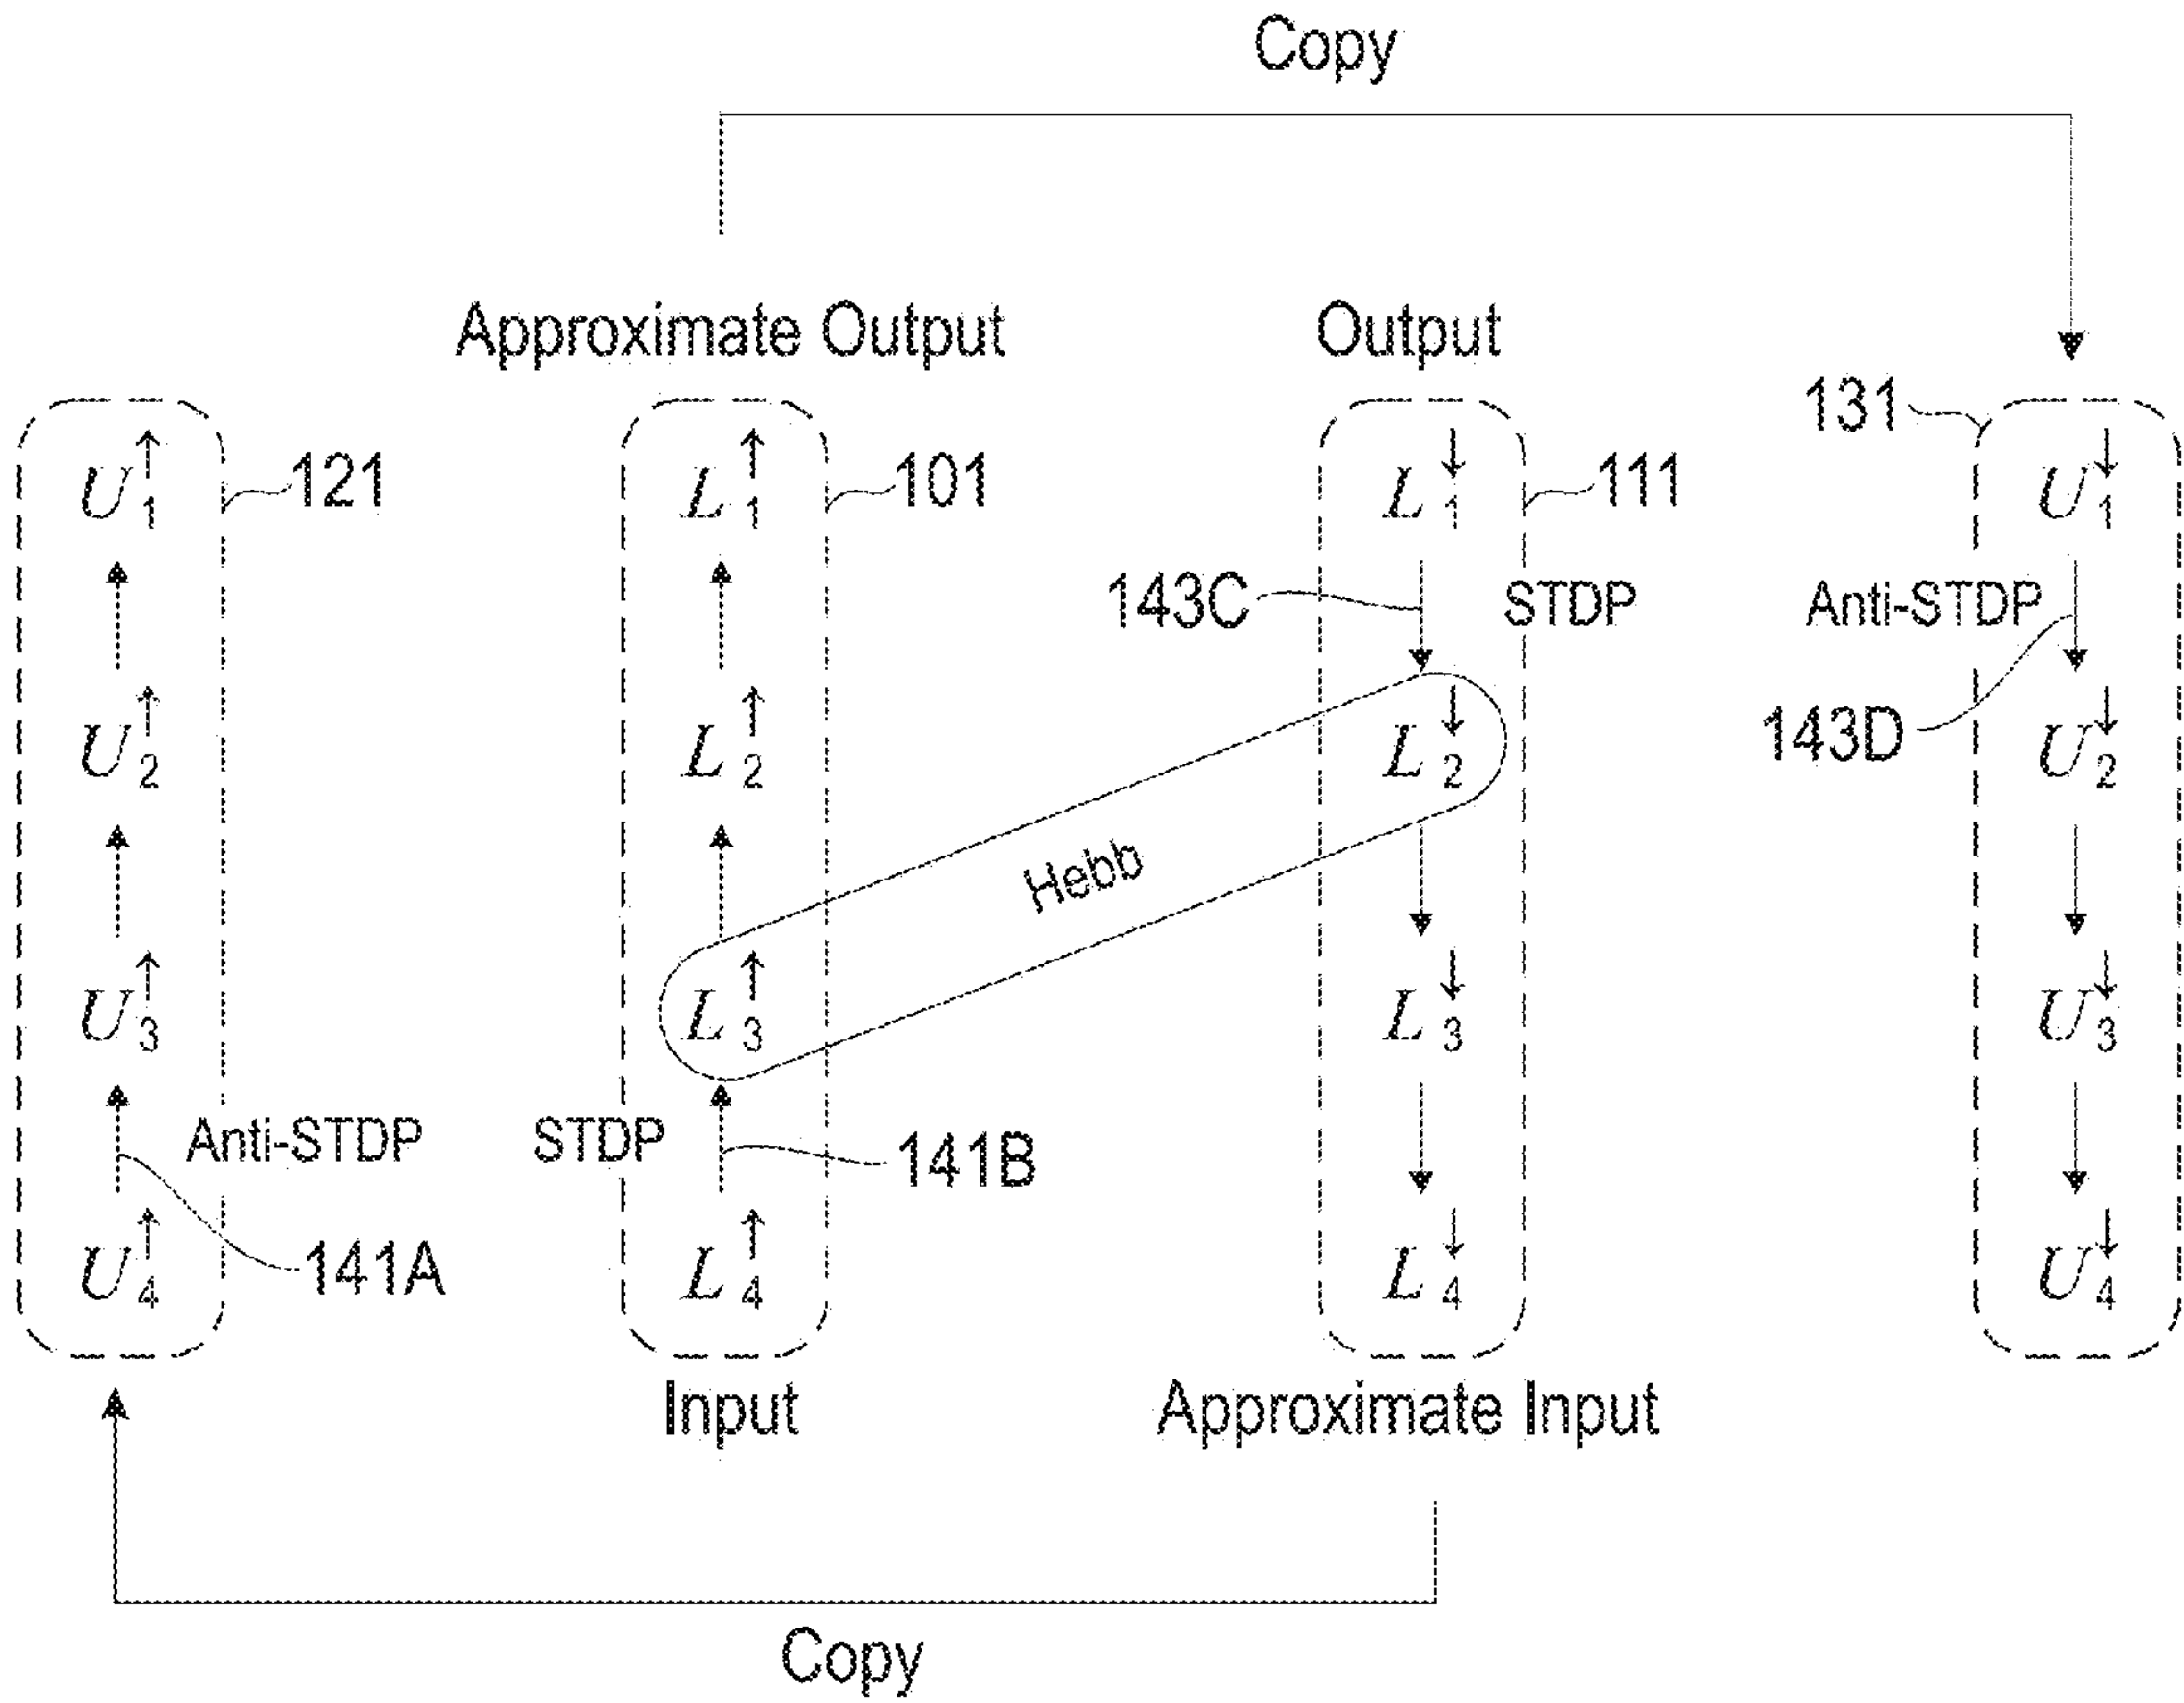 Copy
Approximate Output
Output
131
U↑1
121
L↑1
101
L↓1
111
U↓1
143C
STDP
Anti-STDP
U↑2
L↑2
L↓2
143D
U↓2
Hebb
U↑3
L↑3
L↓3
U↓3
Anti-STDP
STDP
141B
U↑4
141A
L↑4
L↓4
U↓4
Input
Approximate Input
Copy